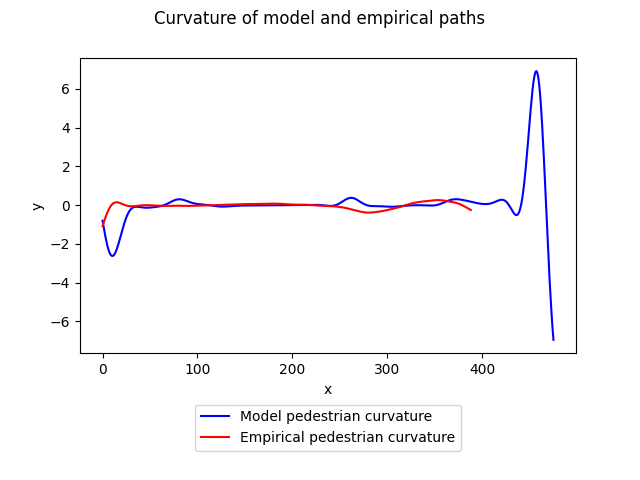 Curvature of model and empirical paths
6
4
2
0
−2
−4
−6
y
0 100 200 300 400
x
Model pedestrian curvature
Empirical pedestrian curvature